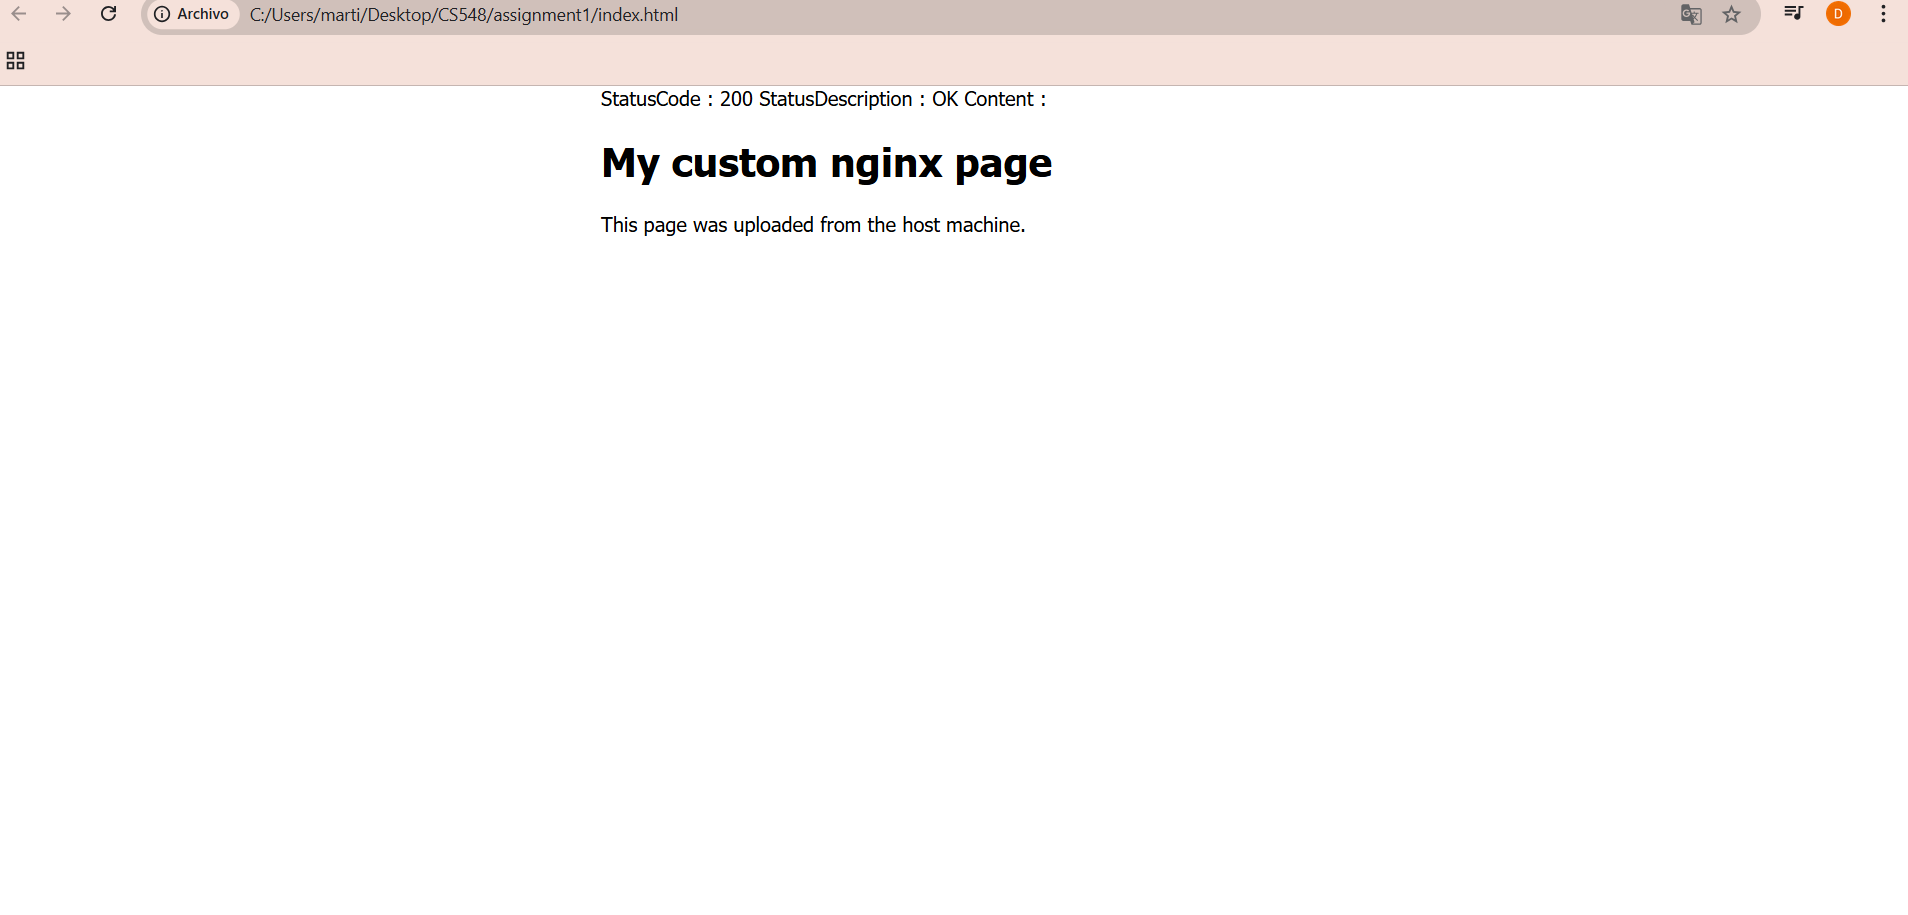 Archivo C:/Users/marti/Desktop/CS548/assignment1/index.html
D
StatusCode : 200 StatusDescription : OK Content :
My custom nginx page
This page was uploaded from the host machine.